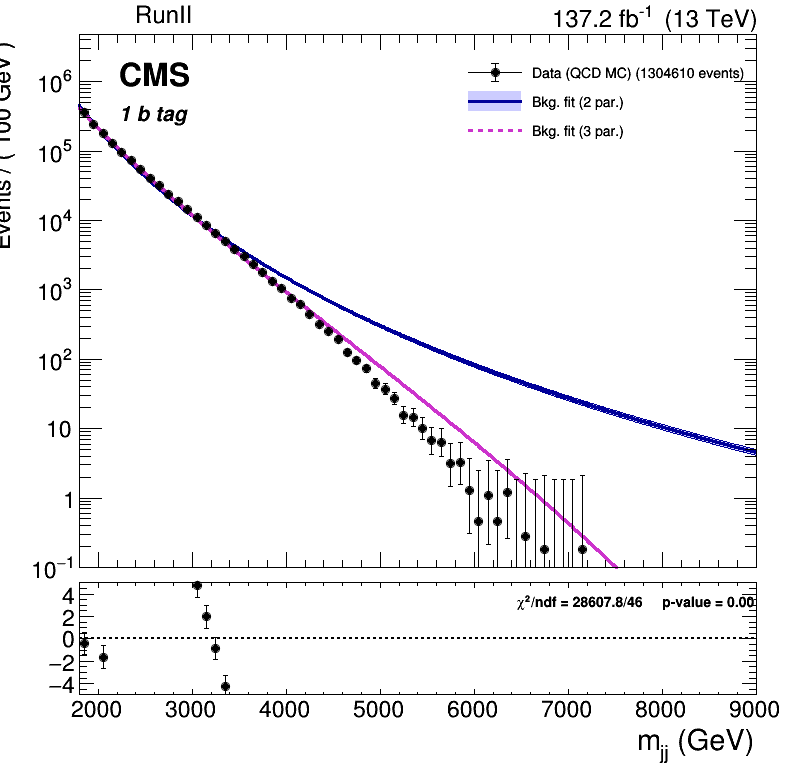 RunII
137.2 fb⁻¹ (13 TeV)
CMS
1 b tag
Data (QCD MC) (1304610 events)
Bkg. fit (2 par.)
Bkg. fit (3 par.)
Events / ( 100 GeV )
10⁶
10⁵
10⁴
10³
10²
10
1
10⁻¹
χ²/ndf = 28607.8/46 p-value = 0.00
4
2
0
−2
−4
2000 3000 4000 5000 6000 7000 8000 9000
m_jj (GeV)